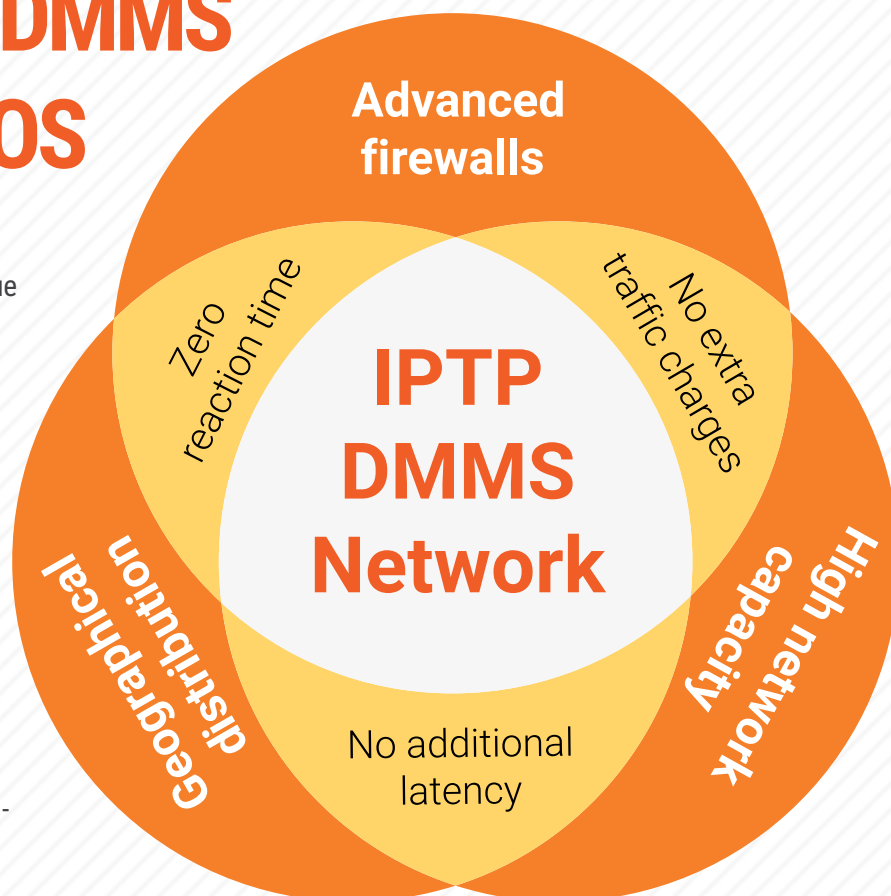 DMMS
OS
ue
-
Advanced
firewalls
Zero
reaction time
No extra
traffic charges
IPTP
DMMS
Network
Geographical
distribution
High network
capacity
No additional
latency